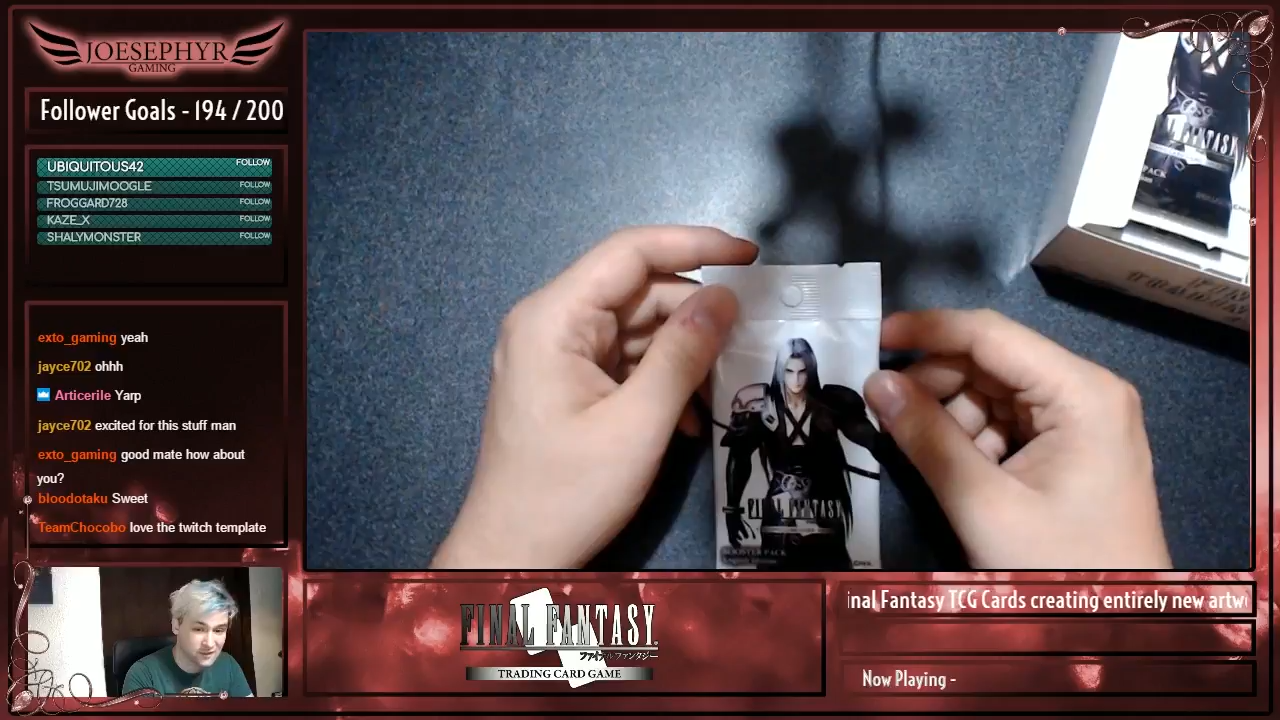 JOESEPHYR
GAMING
Follower Goals - 194 / 200
UBIQUITOUS42 FOLLOW
TSUMUJIMOOGLE FOLLOW
FROGGARD728 FOLLOW
KAZE_X FOLLOW
SHALYMONSTER FOLLOW
exto_gaming yeah
jayce702 ohhh
Articerile Yarp
jayce702 excited for this stuff man
exto_gaming good mate how about
you?
bloodotaku Sweet
TeamChocobo love the twitch template
FINAL FANTASY
PACK
FINAL FANTASY
BOOSTER PACK
FINAL FANTASY
ファイナルファンタジー
TRADING CARD GAME
inal Fantasy TCG Cards creating entirely new artw
Now Playing -